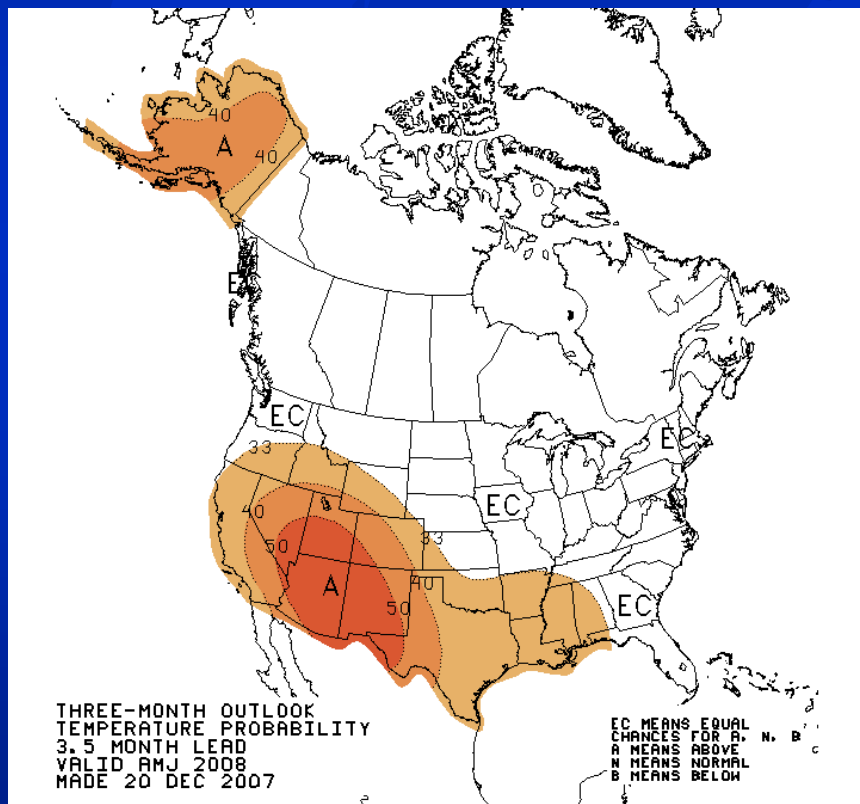 40
A
40
E
EC
33
EC
EC
40
50
33
A
40
50
EC
THREE-MONTH OUTLOOK
TEMPERATURE PROBABILITY
3.5 MONTH LEAD
VALID AMJ 2008
MADE 20 DEC 2007
EC MEANS EQUAL
CHANCES FOR A, N, B
A MEANS ABOVE
N MEANS NORMAL
B MEANS BELOW